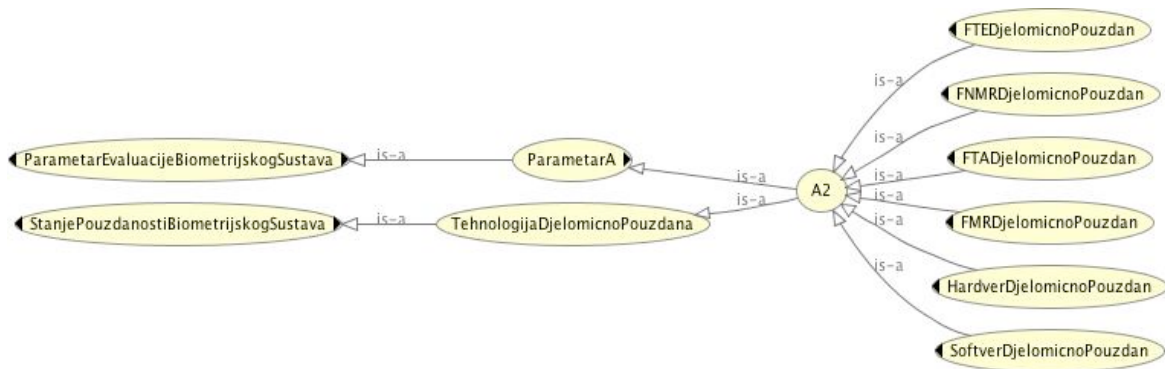 FTEDjelomicnoPouzdan
is-a
FNMRDjelomicnoPouzdan
is-a
ParametarEvaluacijeBiometrijskogSustava
is-a
ParametarA
is-a
FTADjelomicnoPouzdan
is-a
A2
is-a
StanjePouzdanostiBiometrijskogSustava
is-a
TehnologijaDjelomicnoPouzdana
is-a
FMRDjelomicnoPouzdan
is-a
HardverDjelomicnoPouzdan
is-a
SoftverDjelomicnoPouzdan